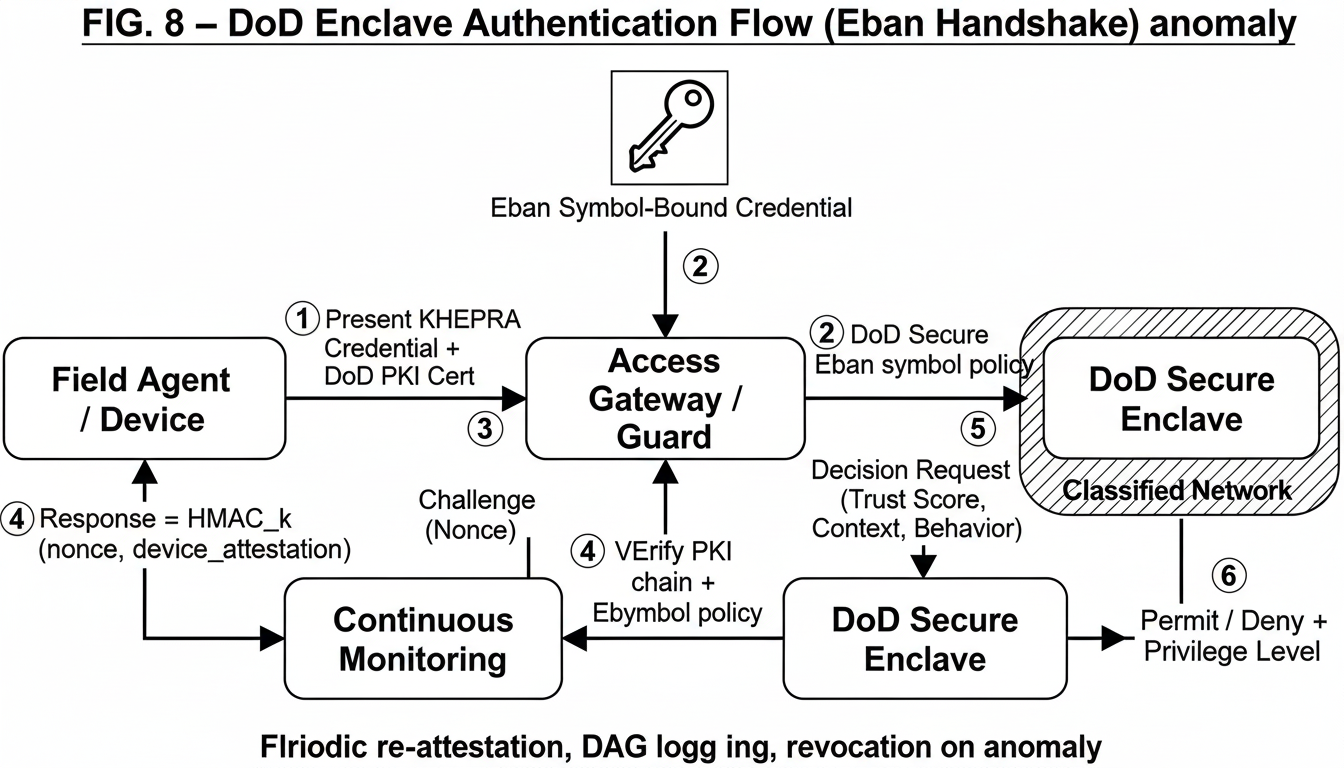 FIG. 8 – DoD Enclave Authentication Flow (Eban Handshake) anomaly
Eban Symbol-Bound Credential
2
1 Present KHEPRA
Credential +
DoD PKI Cert
3
Field Agent
/ Device
Access
Gateway /
Guard
2 DoD Secure
Eban symbol policy
5
DoD Secure
Enclave
Classified Network
4 Response = HMAC_k
(nonce, device_attestation)
Challenge
(Nonce)
4 VErify PKI
chain +
Ebymbol policy
Decision Request
(Trust Score,
Context, Behavior)
6
Permit / Deny +
Privilege Level
Continuous
Monitoring
DoD Secure
Enclave
FIriodic re-attestation, DAG logg ing, revocation on anomaly